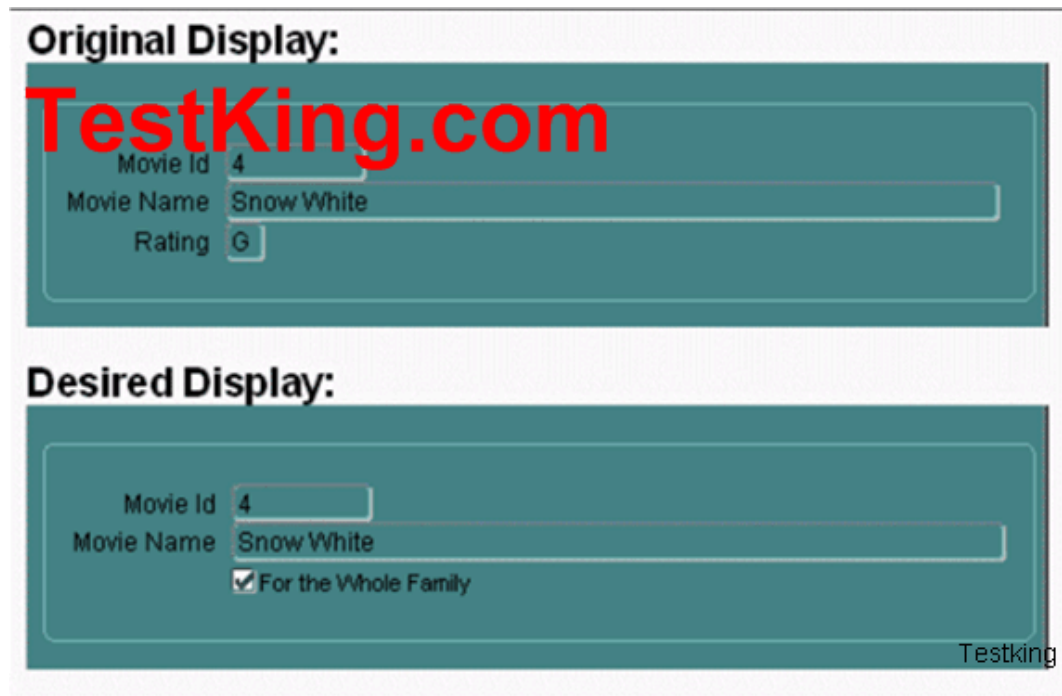 Original Display:
TestKing.com
Movie Id 4
Movie Name Snow White
Rating G
Desired Display:
Movie Id 4
Movie Name Snow White
For the Whole Family
Testking